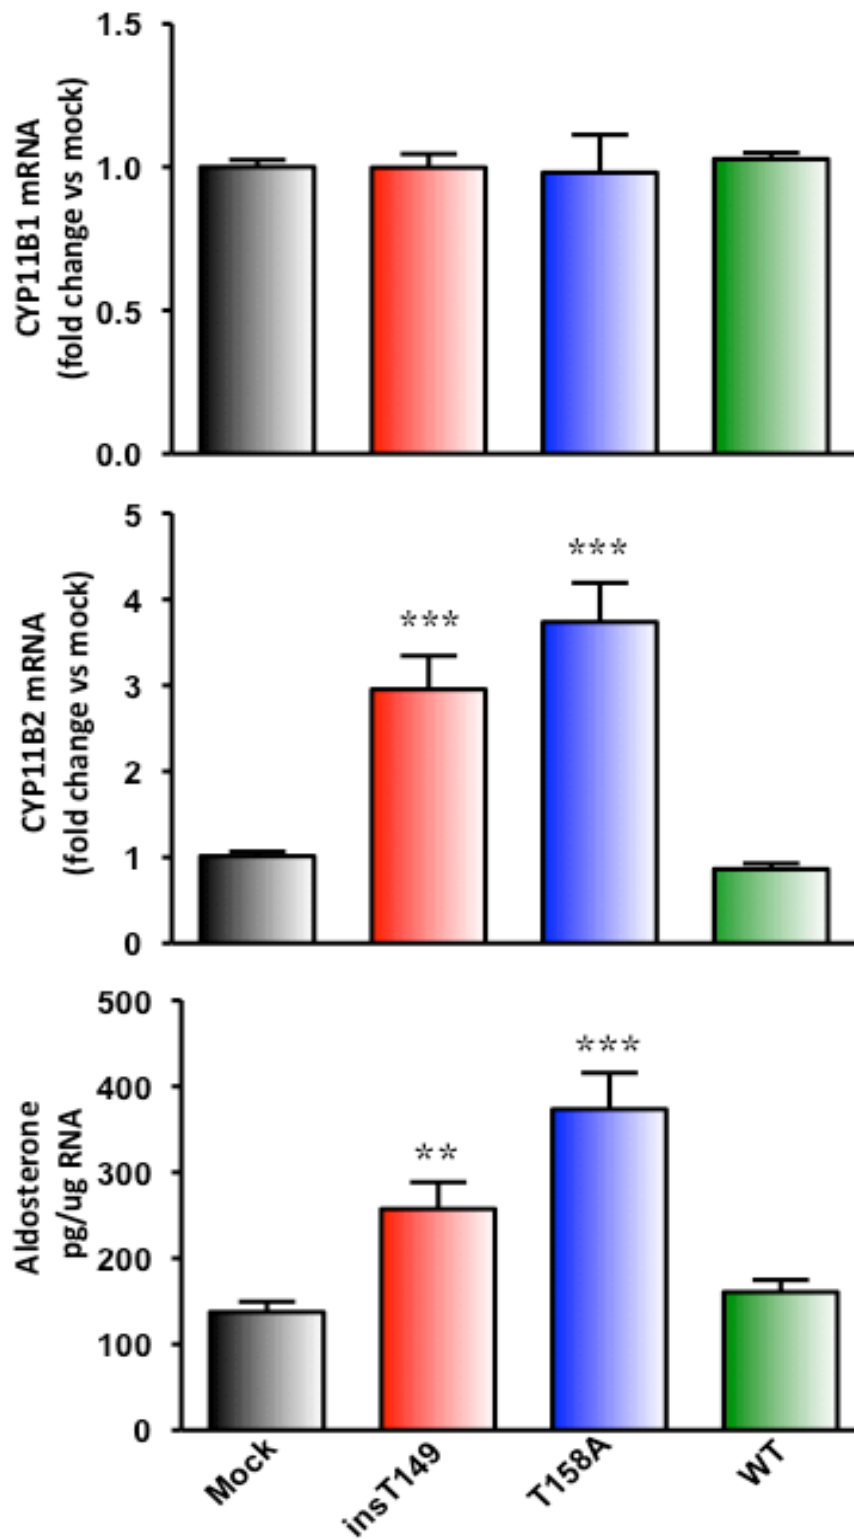 CYP11B1 mRNA
(fold change vs mock)
1.5
1.0
0.5
0.0
CYP11B2 mRNA
(fold change vs mock)
5
***
4
***
3
2
1
0
Aldosterone
pg/ug RNA
500
***
400
**
300
200
100
0
Mock
insT149
T158A
WT